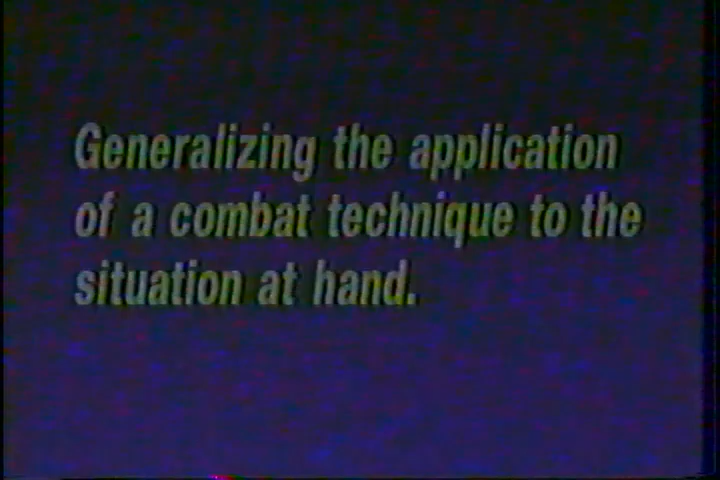 Generalizing the application
of a combat technique to the
situation at hand.